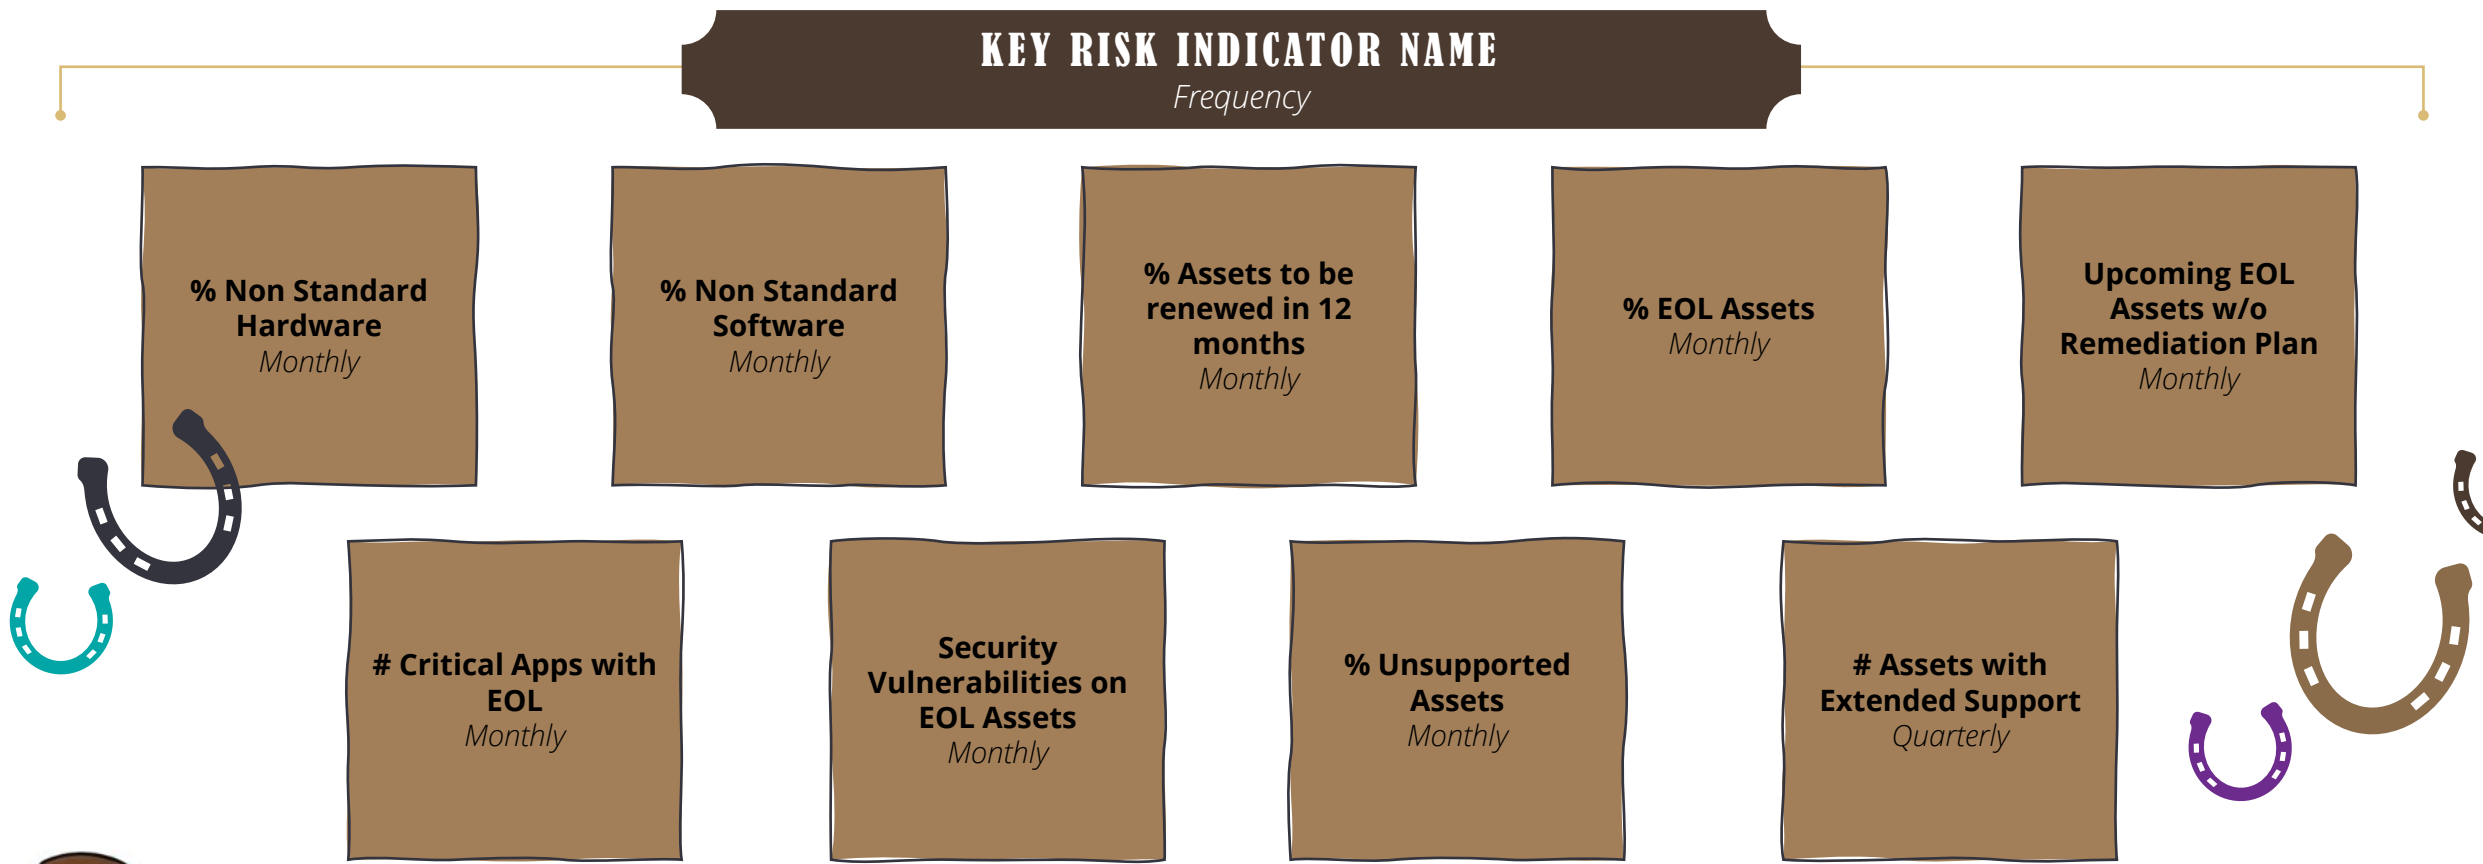 KEY RISK INDICATOR NAME
Frequency
% Non Standard
Hardware
Monthly
% Non Standard
Software
Monthly
% Assets to be
renewed in 12
months
Monthly
% EOL Assets
Monthly
Upcoming EOL
Assets w/o
Remediation Plan
Monthly
# Critical Apps with
EOL
Monthly
Security
Vulnerabilities on
EOL Assets
Monthly
% Unsupported
Assets
Monthly
# Assets with
Extended Support
Quarterly